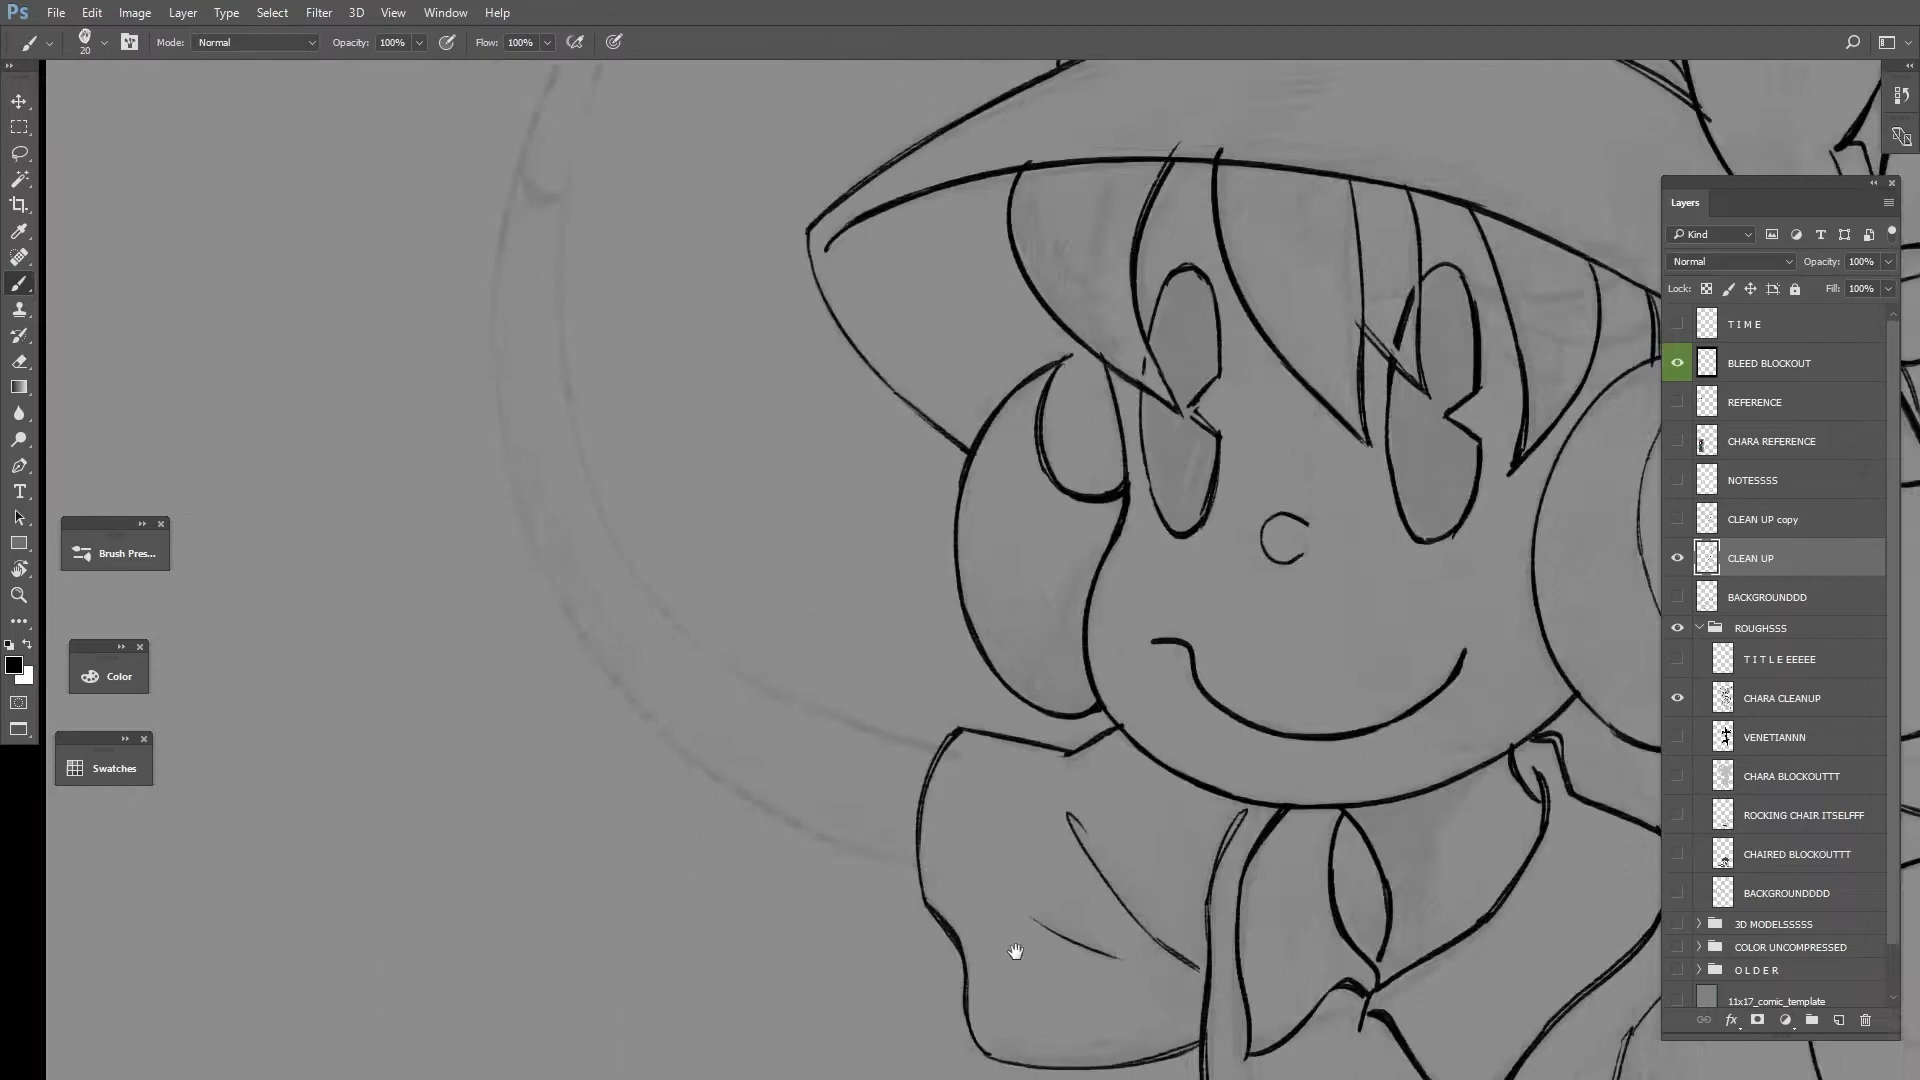 Ps File Edit Image Layer Type Select Filter 3D View Window Help
20 Mode: Normal Opacity: 100% Flow: 100%
Layers
Kind
Normal Opacity: 100%
Lock: Fill: 100%
T I M E
BLEED BLOCKOUT
REFERENCE
CHARA REFERENCE
NOTESSSS
CLEAN UP copy
CLEAN UP
BACKGROUNDDD
ROUGHSSS
T I T L E EEEEE
CHARA CLEANUP
VENETIANNN
CHARA BLOCKOUTTT
ROCKING CHAIR ITSELFFF
CHAIRED BLOCKOUTTT
BACKGROUNDDDD
3D MODELSSSSS
COLOR UNCOMPRESSED
O L D E R
11x17_comic_template
fx
Brush Pres...
Color
Swatches